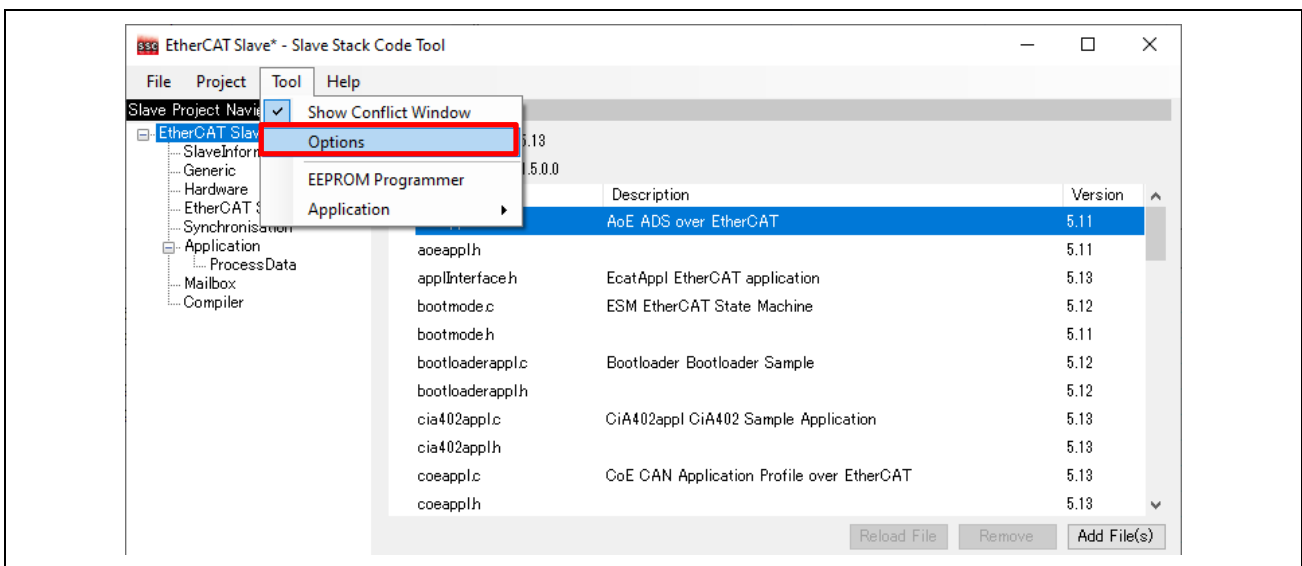 ssc EtherCAT Slave* - Slave Stack Code Tool
File Project Tool Help
Slave Project Navi
Show Conflict Window
EtherCAT Slav
Options
5.13
SlaveInform
1.5.0.0
Generic
EEPROM Programmer
Hardware
Description Version
EtherCAT S
Application
Synchronisation
AoE ADS over EtherCAT 5.11
Application
aoeappl.h 5.11
ProcessData
applInterface.h EcatAppl EtherCAT application 5.13
Mailbox
Compiler
bootmode.c ESM EtherCAT State Machine 5.12
bootmode.h 5.11
bootloaderappl.c Bootloader Bootloader Sample 5.12
bootloaderappl.h 5.12
cia402appl.c CiA402appl CiA402 Sample Application 5.13
cia402appl.h 5.13
coeappl.c CoE CAN Application Profile over EtherCAT 5.13
coeappl.h 5.13
Reload File Remove Add File(s)